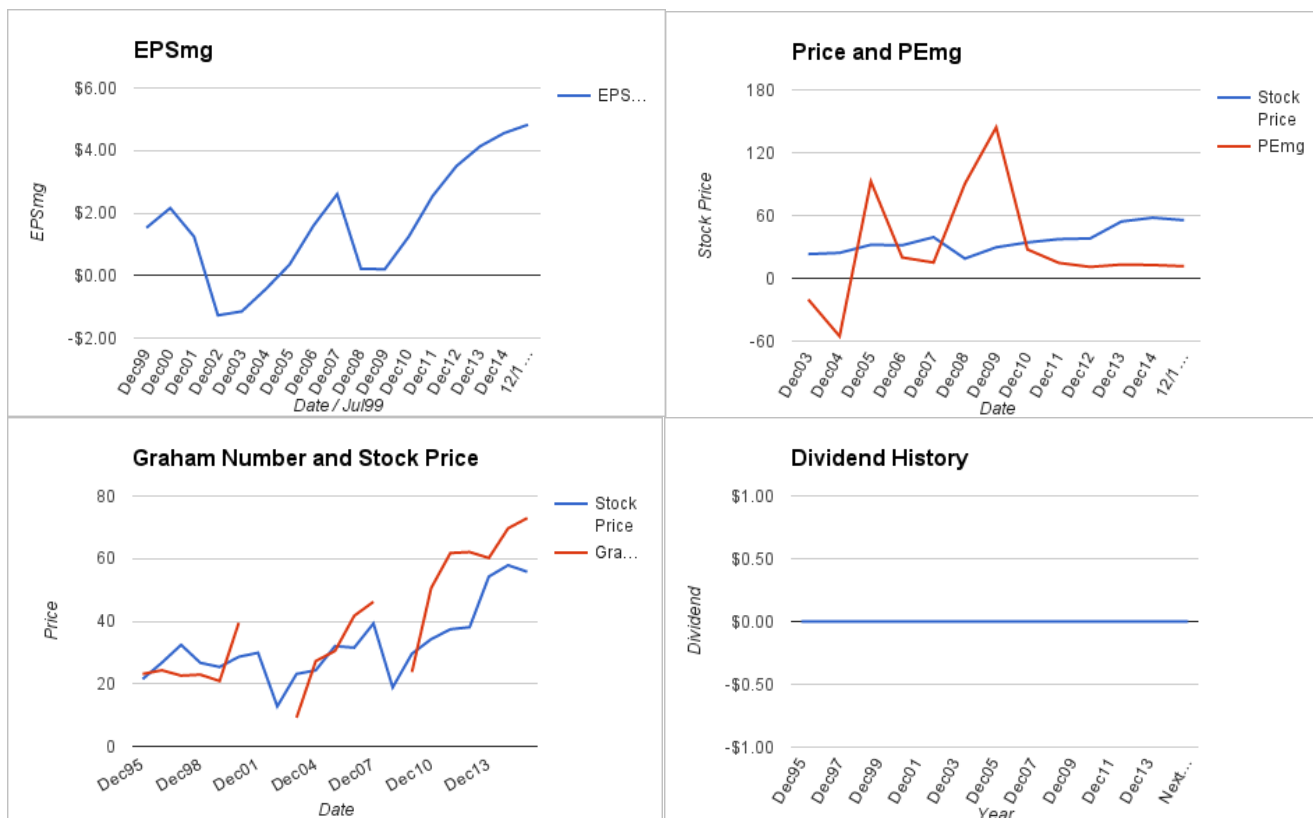 EPSmg
$6.00
$4.00
$2.00
$0.00
-$2.00
EPSmg
EPS...
Dec99
Dec00
Dec01
Dec02
Dec03
Dec04
Dec05
Dec06
Dec07
Dec08
Dec09
Dec10
Dec11
Dec12
Dec13
Dec14
12/1 ...
Date / Jul99
Price and PEmg
180
120
60
0
-60
Stock Price
Stock
Price
PEmg
Dec03
Dec04
Dec05
Dec06
Dec07
Dec08
Dec09
Dec10
Dec11
Dec12
Dec13
Dec14
12/1 ...
Date
Graham Number and Stock Price
80
60
40
20
0
Price
Stock
Price
Gra...
Dec95
Dec98
Dec01
Dec04
Dec07
Dec10
Dec13
Date
Dividend History
$1.00
$0.50
$0.00
-$0.50
-$1.00
Dividend
Dec95
Dec97
Dec99
Dec01
Dec03
Dec05
Dec07
Dec09
Dec11
Dec13
Next...
Year